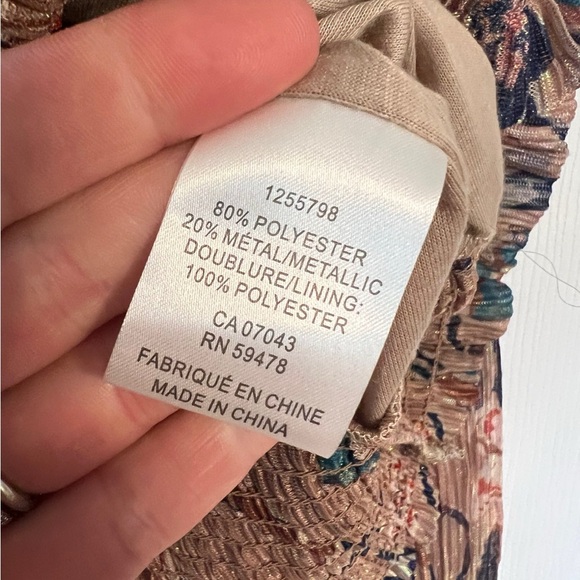 1255798
80% POLYESTER
20% MÉTAL/METALLIC
DOUBLURE/LINING:
100% POLYESTER
CA 07043
RN 59478
FABRIQUÉ EN CHINE
MADE IN CHINA